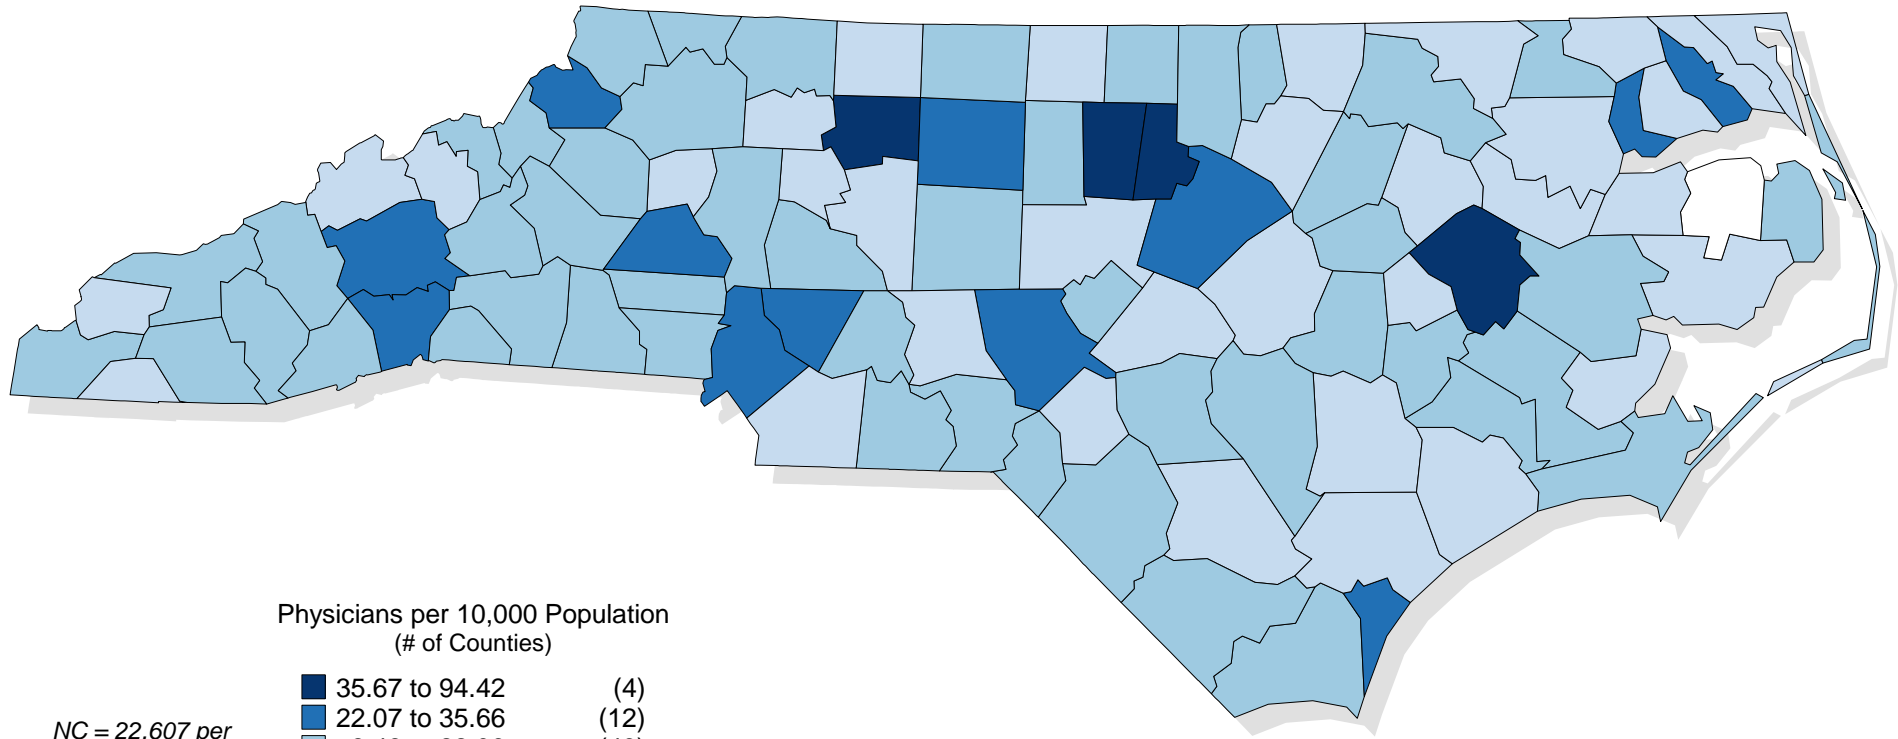 Physicians per 10,000 Population
(# of Counties)
35.67 to 94.42 (4)
22.07 to 35.66 (12)
NC = 22.607 per